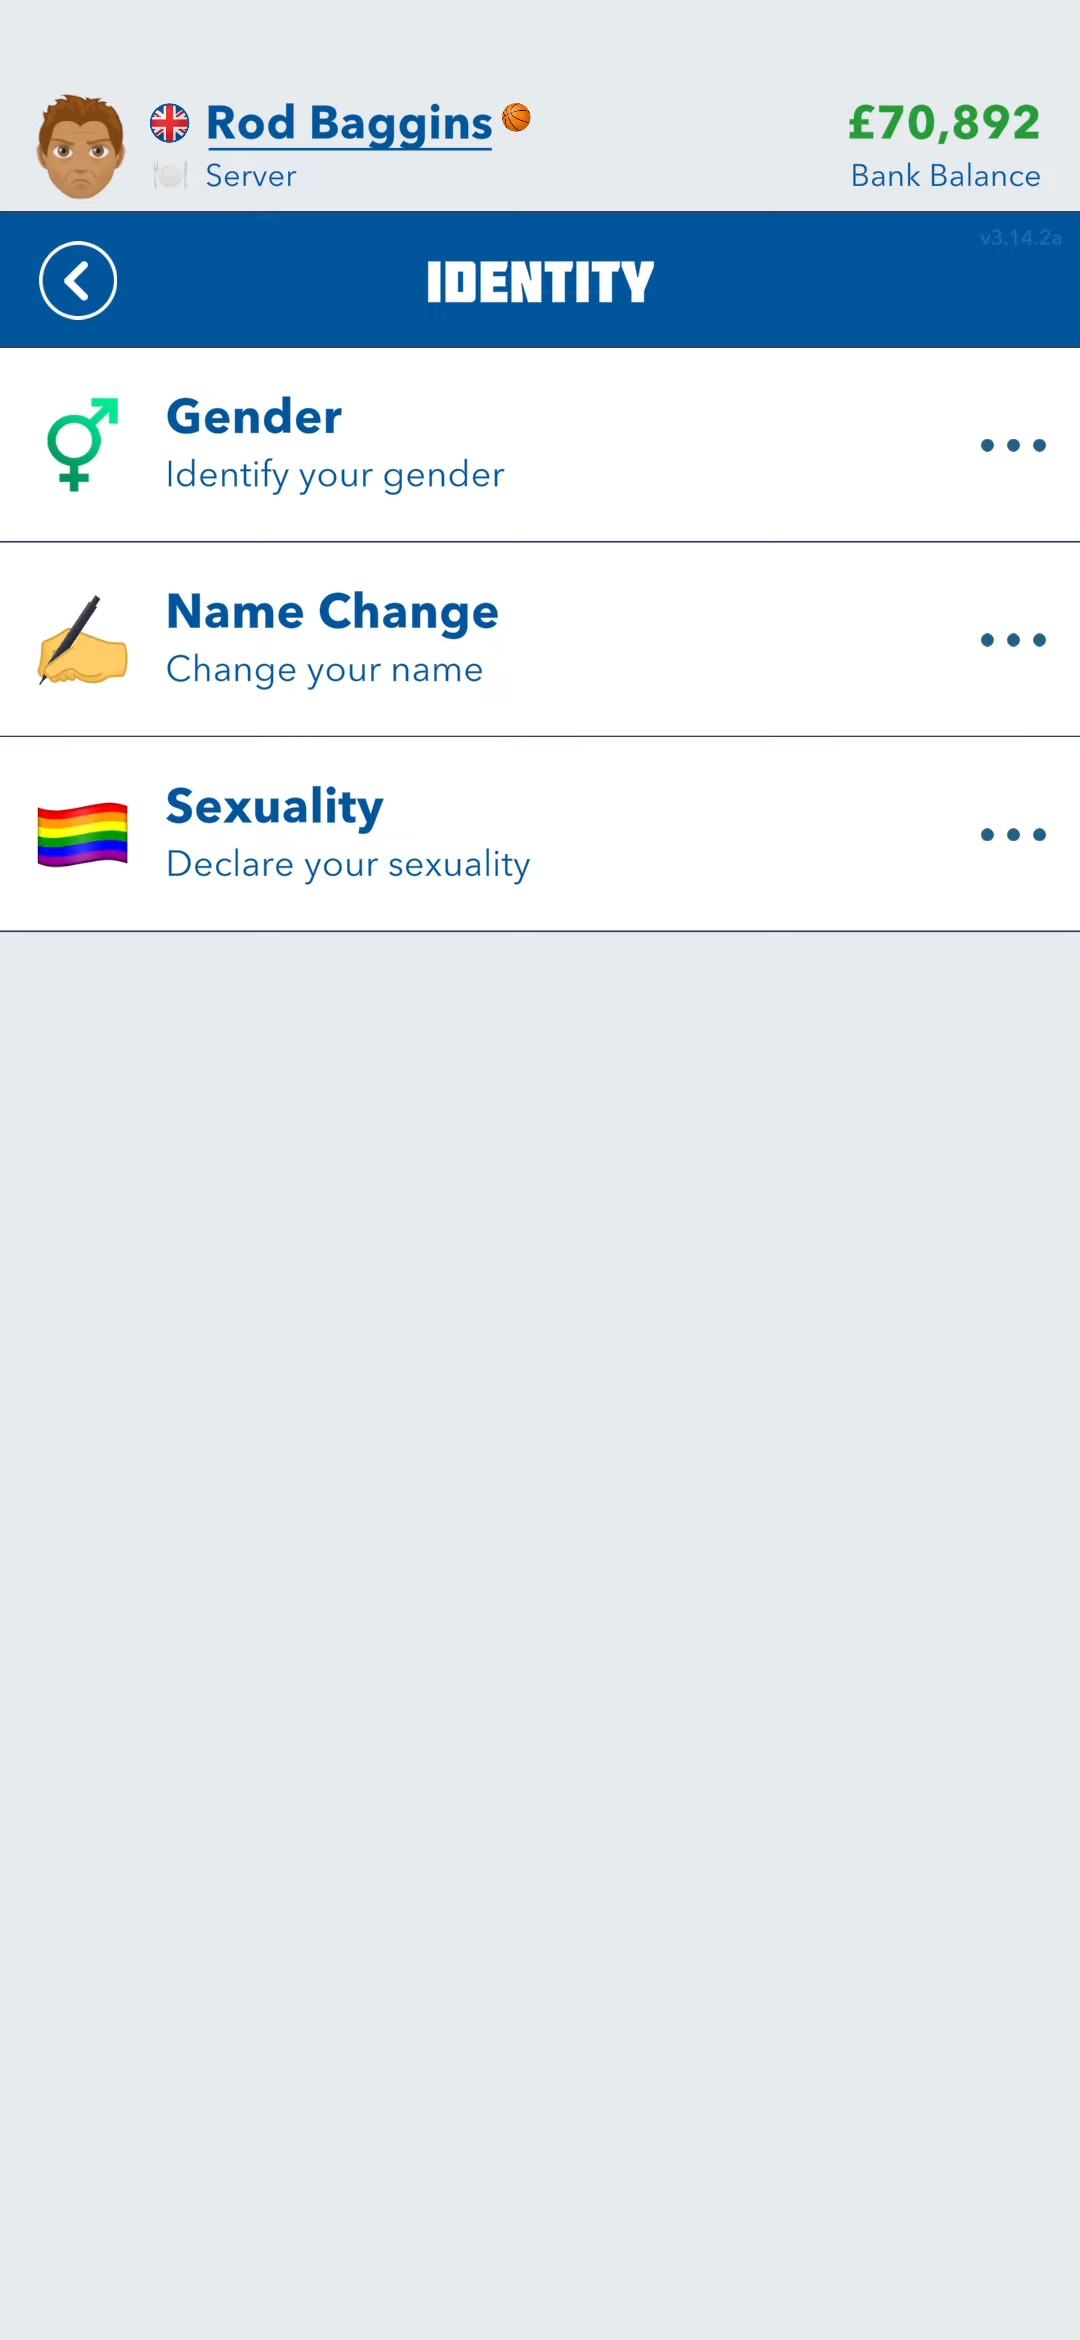 Rod Baggins
£70,892
Server
Bank Balance
v3.14.2a
IDENTITY
Gender
Identify your gender
Name Change
Change your name
Sexuality
Declare your sexuality